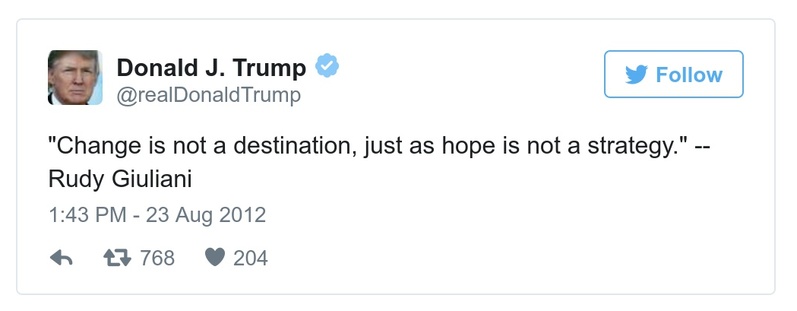 Donald J. Trump
@realDonaldTrump
Follow
"Change is not a destination, just as hope is not a strategy." --
Rudy Giuliani
1:43 PM - 23 Aug 2012
768 204